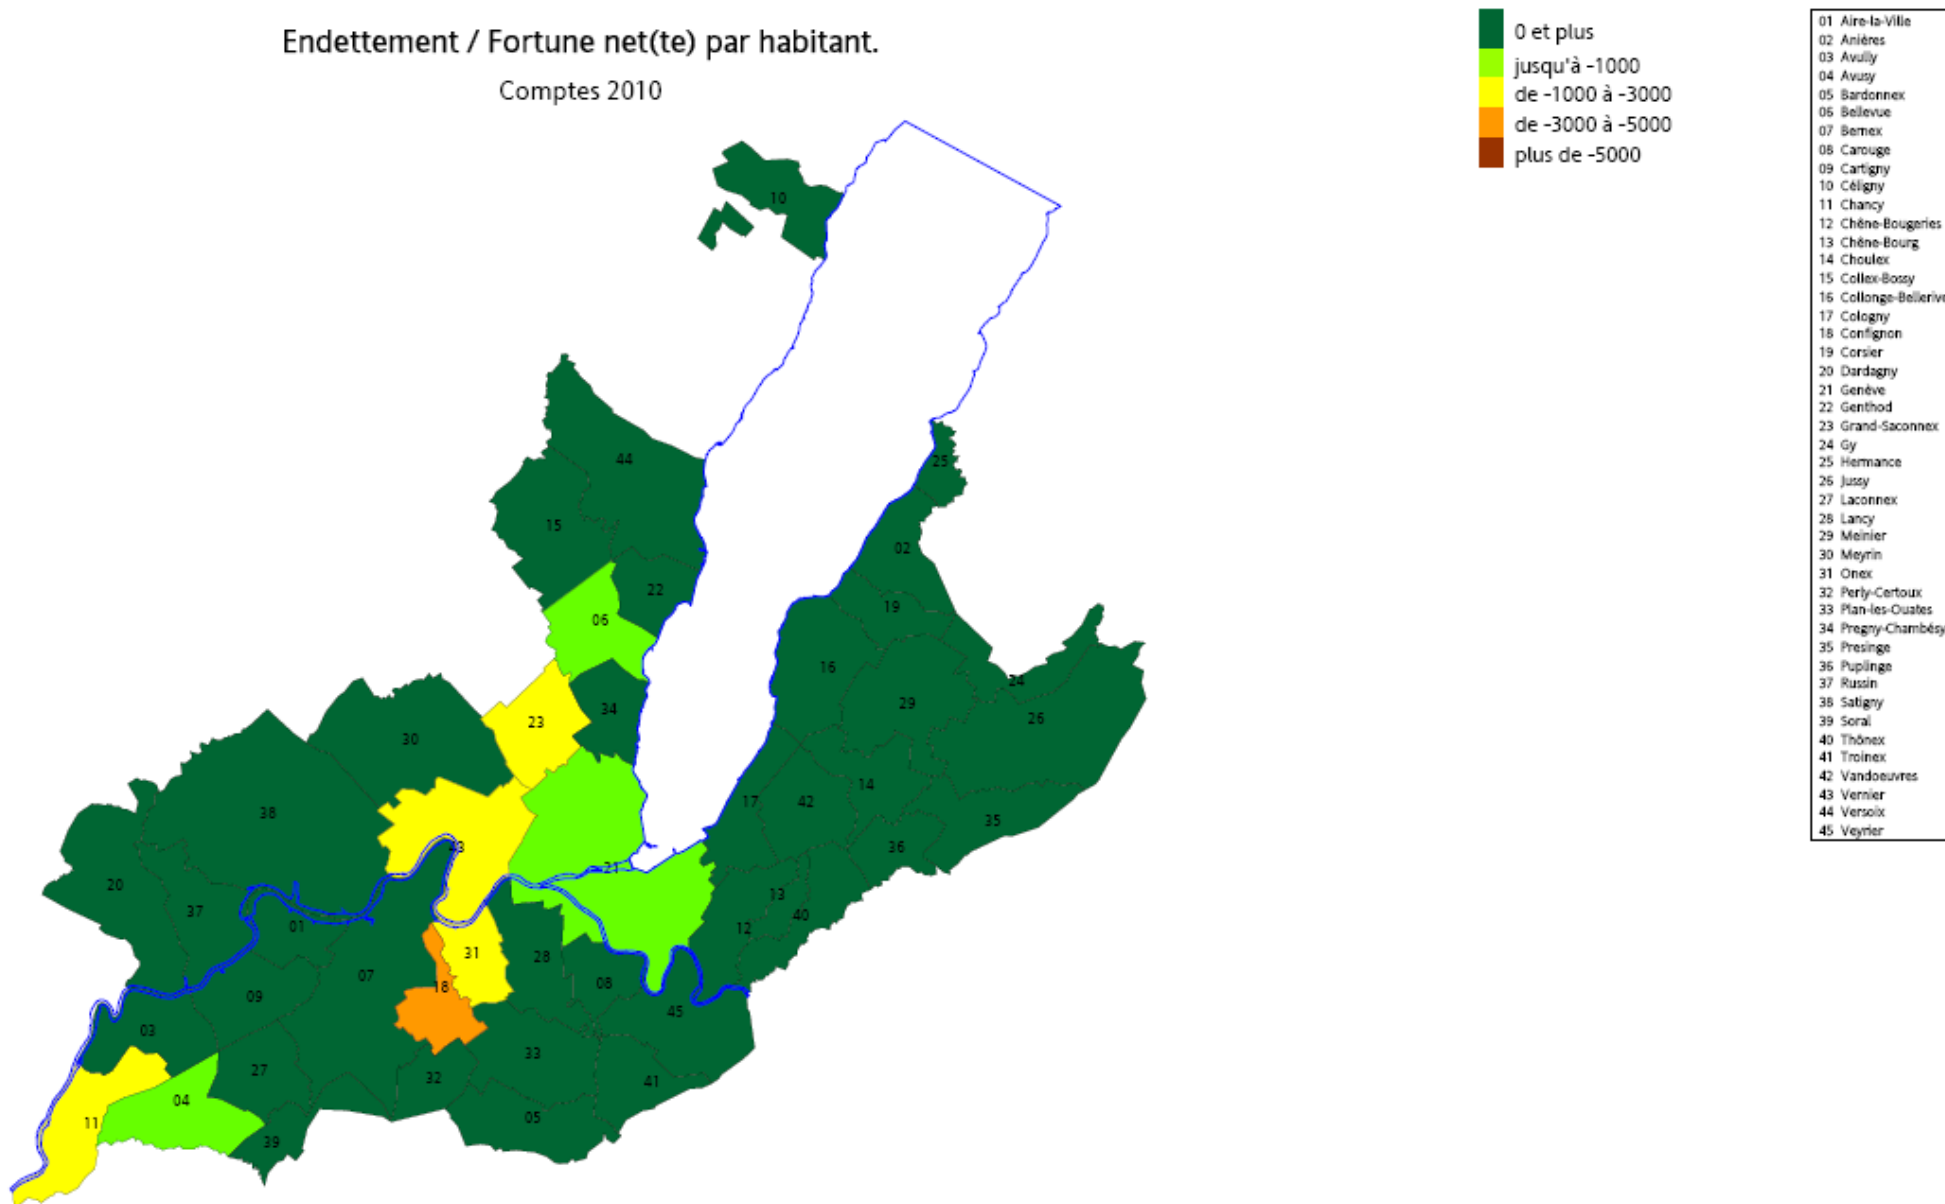 Endettement / Fortune net(te) par habitant.
Comptes 2010
0 et plus
jusqu'à -1000
de -1000 à -3000
de -3000 à -5000
plus de -5000
01 Aire-la-Ville
02 Anières
03 Avully
04 Avusy
05 Bardonnex
06 Bellevue
07 Bernex
08 Carouge
09 Cartigny
10 Céligny
11 Chancy
12 Chêne-Bougeries
13 Chêne-Bourg
14 Choulex
15 Collex-Bossy
16 Collonge-Bellerive
17 Cologny
18 Confignon
19 Corsier
20 Dardagny
21 Genève
22 Genthod
23 Grand-Saconnex
24 Gy
25 Hermance
26 Jussy
27 Laconnex
28 Lancy
29 Meinier
30 Meyrin
31 Onex
32 Perly-Certoux
33 Plan-les-Ouates
34 Pregny-Chambésy
35 Presinge
36 Puplinge
37 Russin
38 Satigny
39 Soral
40 Thônex
41 Troinex
42 Vandoeuvres
43 Vernier
44 Versoix
45 Veyrier
10
44
25
15
02
22
19
06
16
24
34
29
26
23
30
14
17
42
38
35
43
36
21
20
13
37
40
01
12
31
28
07
18
08
09
45
03
33
27
32
41
04
05
11
39